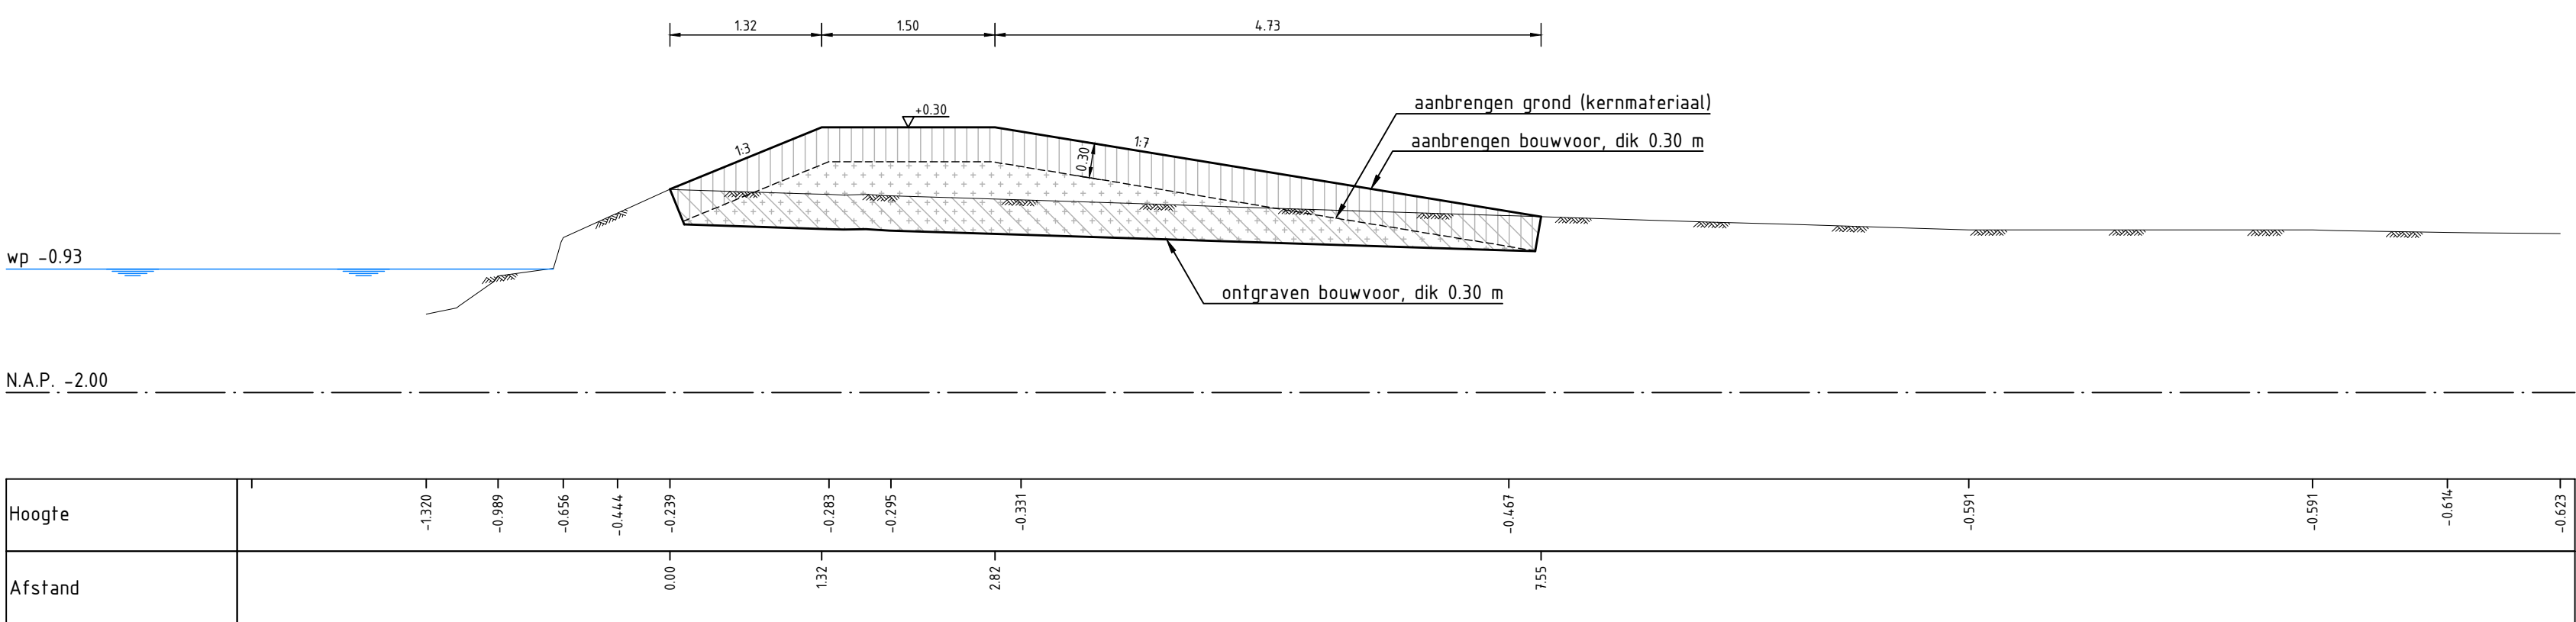 1.32 1.50 4.73
+0.30
aanbrengen grond (kernmateriaal)
1:3 0.30 1:7 aanbrengen bouwvoor, dik 0.30 m
wp -0.93
ontgraven bouwvoor, dik 0.30 m
N.A.P. -2.00
Hoogte -1.320 -0.989 -0.656 -0.444 -0.239 -0.283 -0.295 -0.331 -0.467 -0.591 -0.591 -0.614 -0.623
Afstand 0.00 1.32 2.82 7.55